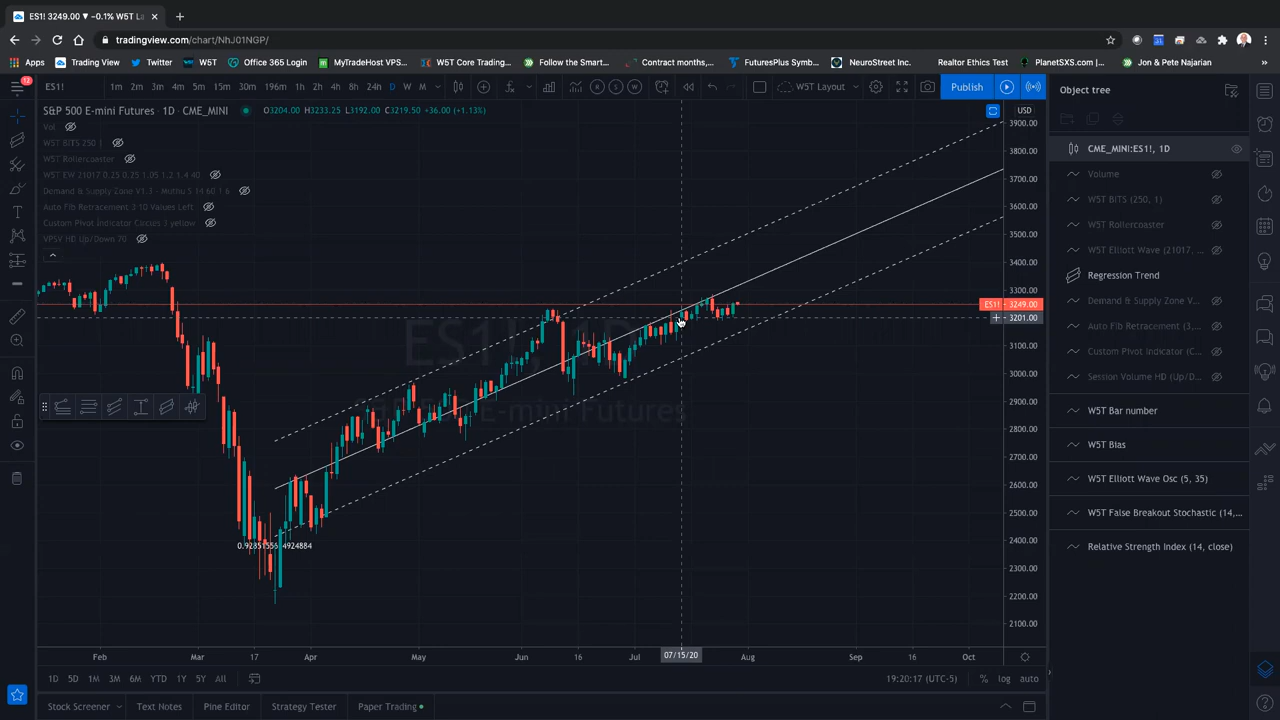 ES1! 3249.00 ▼ −0.1% W5T La
tradingview.com/chart/NhJ01NGP/
Apps Trading View Twitter W5T Office 365 Login MyTradeHost VPS... W5T Core Trading... Follow the Smart... Contract months,... FuturesPlus Symb... NeuroStreet Inc. Realtor Ethics Test PlanetSXS.com Jon & Pete Najarian »
12
ES1! 1m 2m 3m 4m 5m 15m 30m 196m 1h 2h 4h 8h 24h D W M W5T Layout Publish
Object tree
S&P 500 E-mini Futures · 1D · CME_MINI O3204.00 H3233.25 L3192.00 C3219.50 +36.00 (+1.13%) USD
Vol
W5T BITS 250 1
W5T Rollercoaster
W5T EW 21017 0.25 0.25 1.05 1.2 1.4 40
Demand & Supply Zone V1.1 - Muthu 5 14 60 1 6
Auto Fib Retracement 3 10 Values Left
Custom Pivot Indicator Circles 3 yellow
VPSV HD Up/Down 70
ES1!, 1D
E-mini Futures
0.92351556 4924884
3900.00
3800.00
3700.00
3600.00
3500.00
3400.00
3300.00
ES1! 3249.00
3201.00
3100.00
3000.00
2900.00
2800.00
2700.00
2600.00
2500.00
2400.00
2300.00
2200.00
2100.00
CME_MINI:ES1!, 1D
Volume
W5T BITS (250, 1)
W5T Rollercoaster
W5T Elliott Wave (21017, ...
Regression Trend
Demand & Supply Zone V1....
Auto Fib Retracement (3,...
Custom Pivot Indicator (C...
Session Volume HD (Up/D...
W5T Bar number
W5T Bias
W5T Elliott Wave Osc (5, 35)
W5T False Breakout Stochastic (14,...
Relative Strength Index (14, close)
Feb Mar 17 Apr May Jun 16 Jul 07/15/20 Aug Sep 16 Oct
1D 5D 1M 3M 6M YTD 1Y 5Y All 19:20:17 (UTC-5) % log auto
Stock Screener Text Notes Pine Editor Strategy Tester Paper Trading